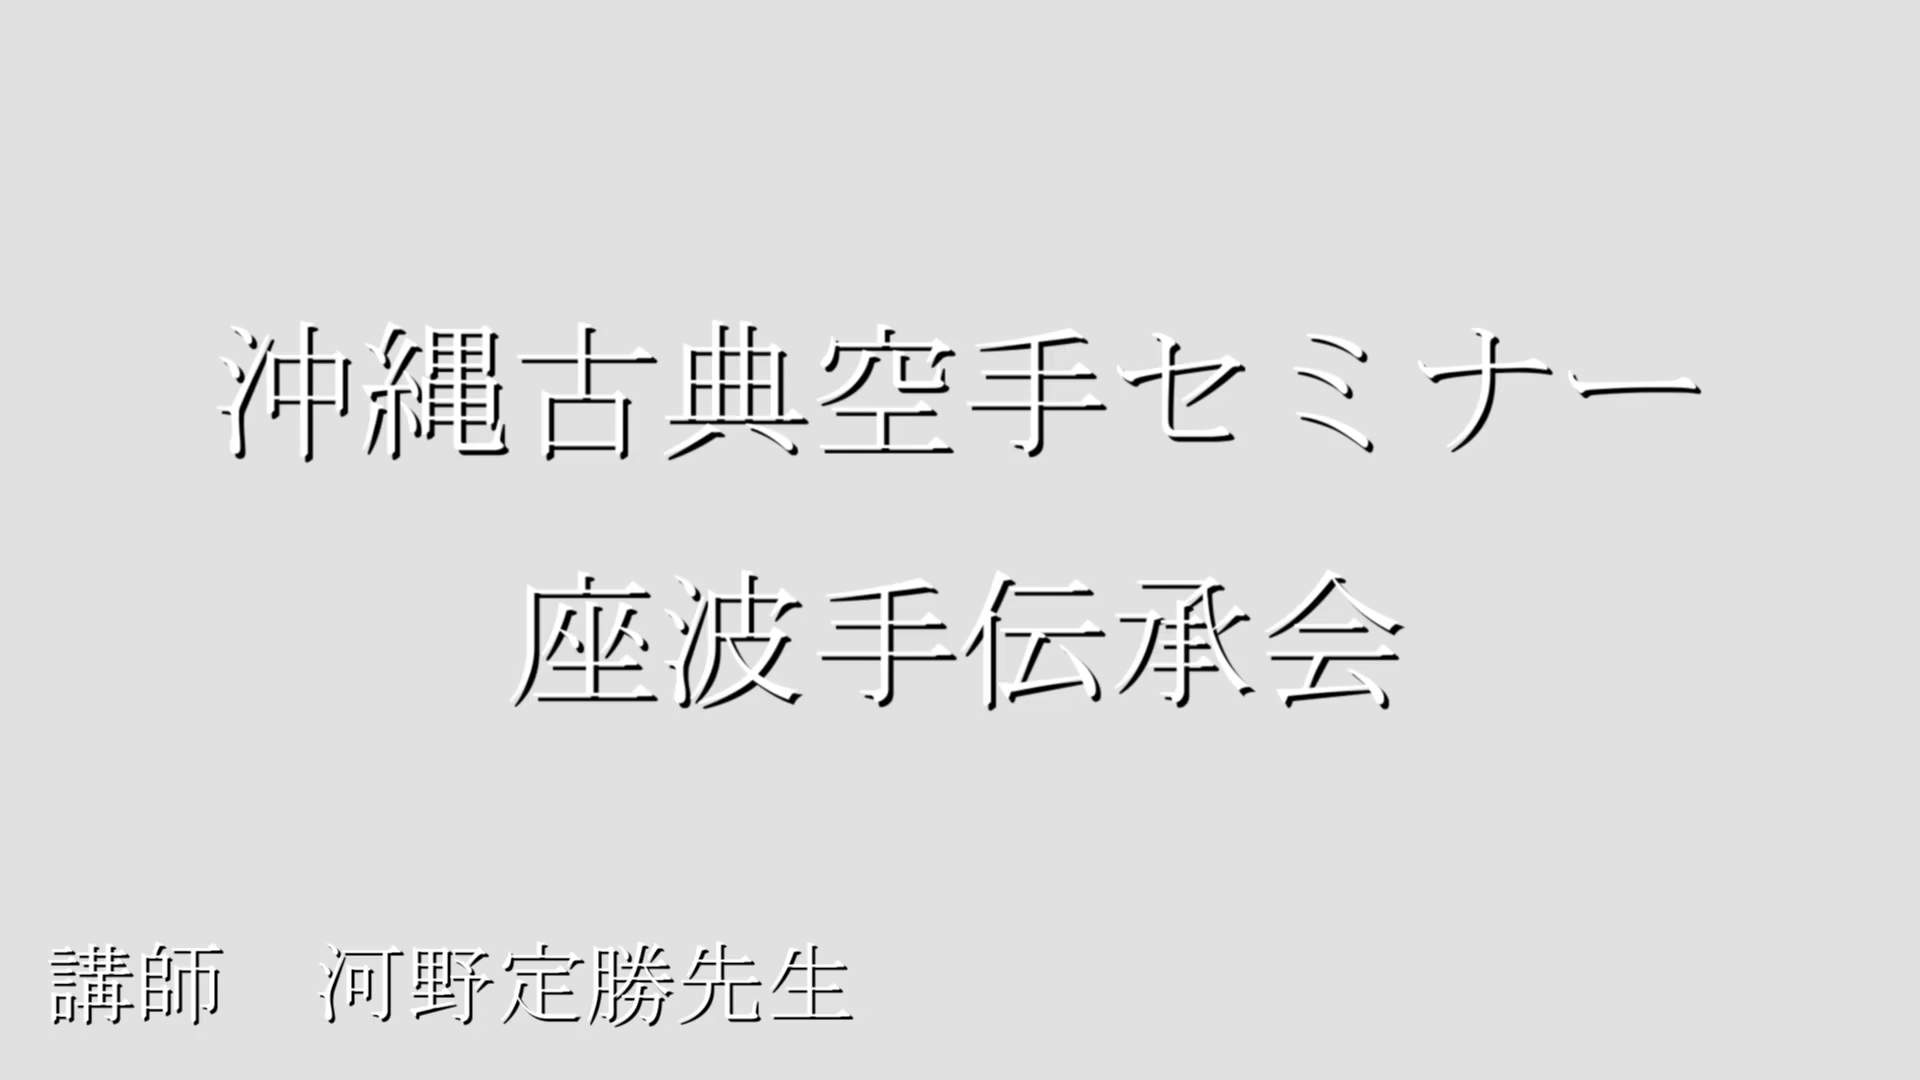 沖縄古典空手セミナー
座波手伝承会
講師　河野定勝先生